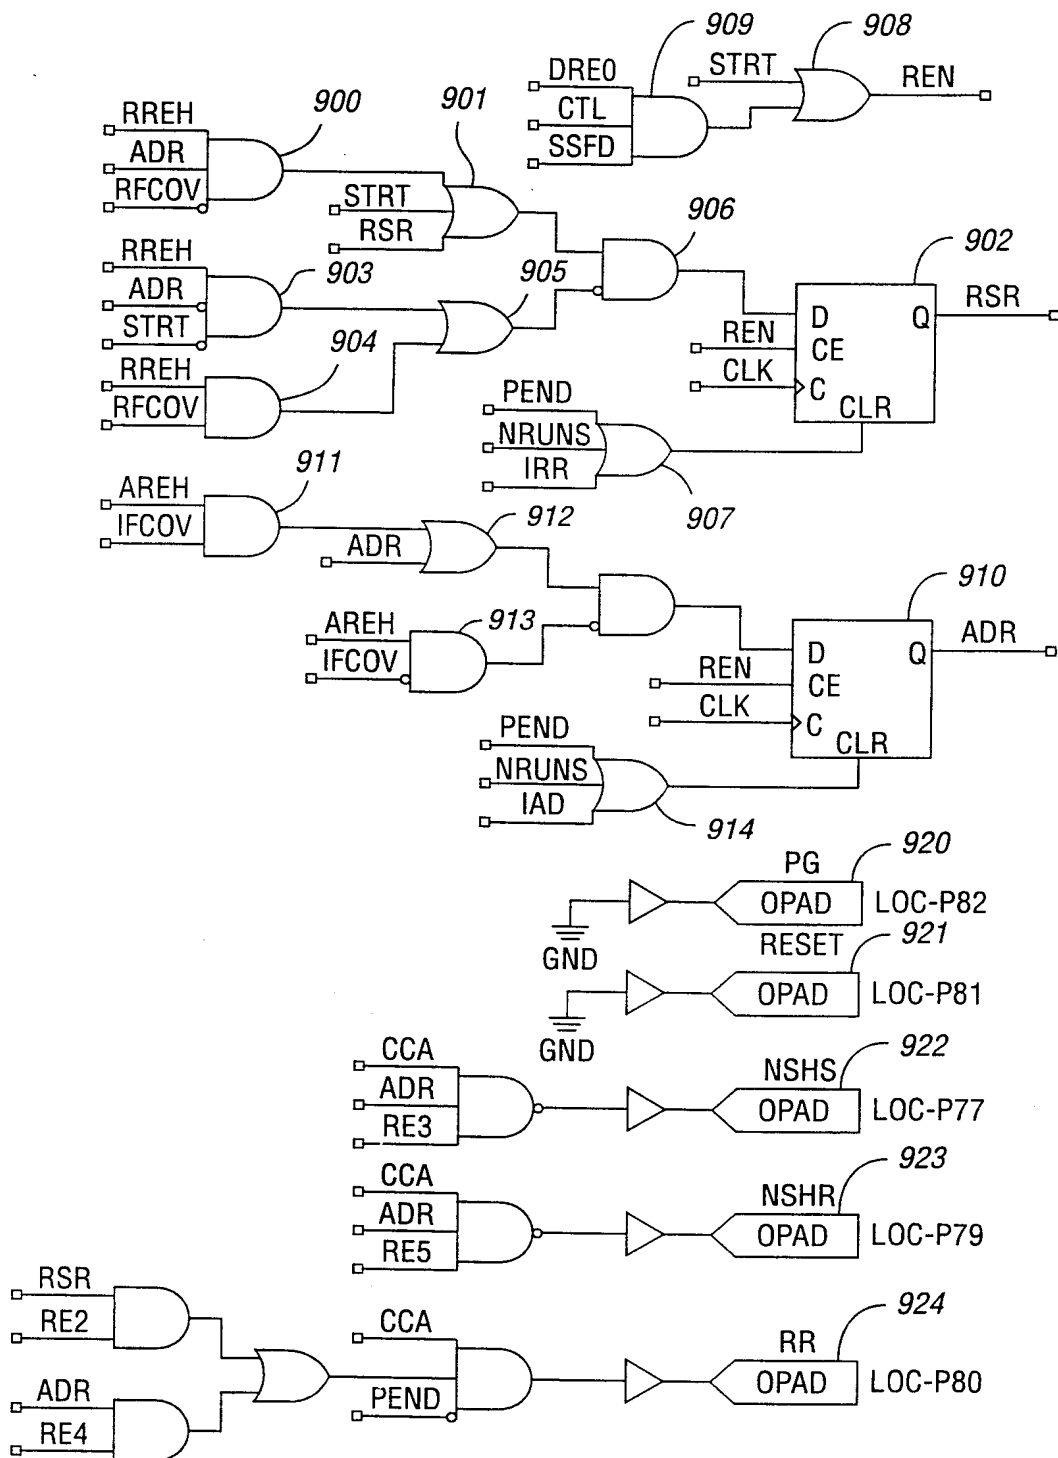 909
908
DRE0
STRT
REN
CTL
SSFD
RREH
900
901
ADR
RFCOV
STRT
RSR
906
902
RREH
903
905
ADR
STRT
904
RSR
D
Q
REN
CE
CLK
C
CLR
RREH
RFCOV
PEND
NRUNS
IRR
907
911
AREH
IFCOV
912
ADR
910
AREH
913
IFCOV
ADR
D
Q
REN
CE
CLK
C
CLR
PEND
NRUNS
IAD
914
PG
920
OPAD
LOC-P82
GND
RESET
921
OPAD
LOC-P81
GND
CCA
NSHS
922
ADR
OPAD
LOC-P77
RE3
CCA
NSHR
923
ADR
OPAD
LOC-P79
RE5
RSR
RE2
CCA
RR
924
OPAD
LOC-P80
PEND
ADR
RE4